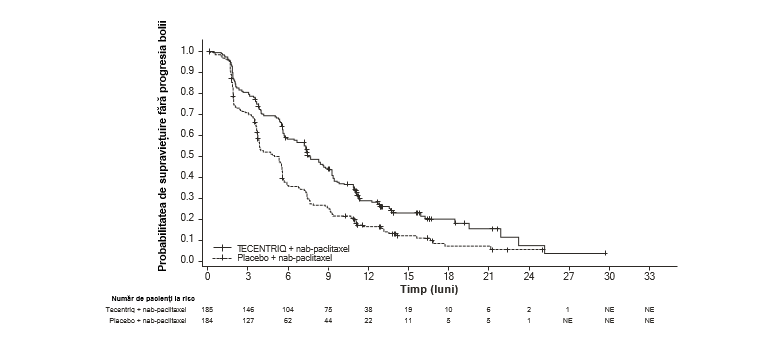 Probabilitatea de supraviețuire fără progresia bolii
1.0
0.9
0.8
0.7
0.6
0.5
0.4
0.3
0.2
0.1
0.0
TECENTRIQ + nab-paclitaxel
Placebo + nab-paclitaxel
0 3 6 9 12 15 18 21 24 27 30 33
Timp (luni)
Număr de pacienți la risc
Tecentriq + nab-paclitaxel 185 146 104 75 38 19 10 6 2 1 NE NE
Placebo + nab-paclitaxel 184 127 62 44 22 11 5 5 1 NE NE NE